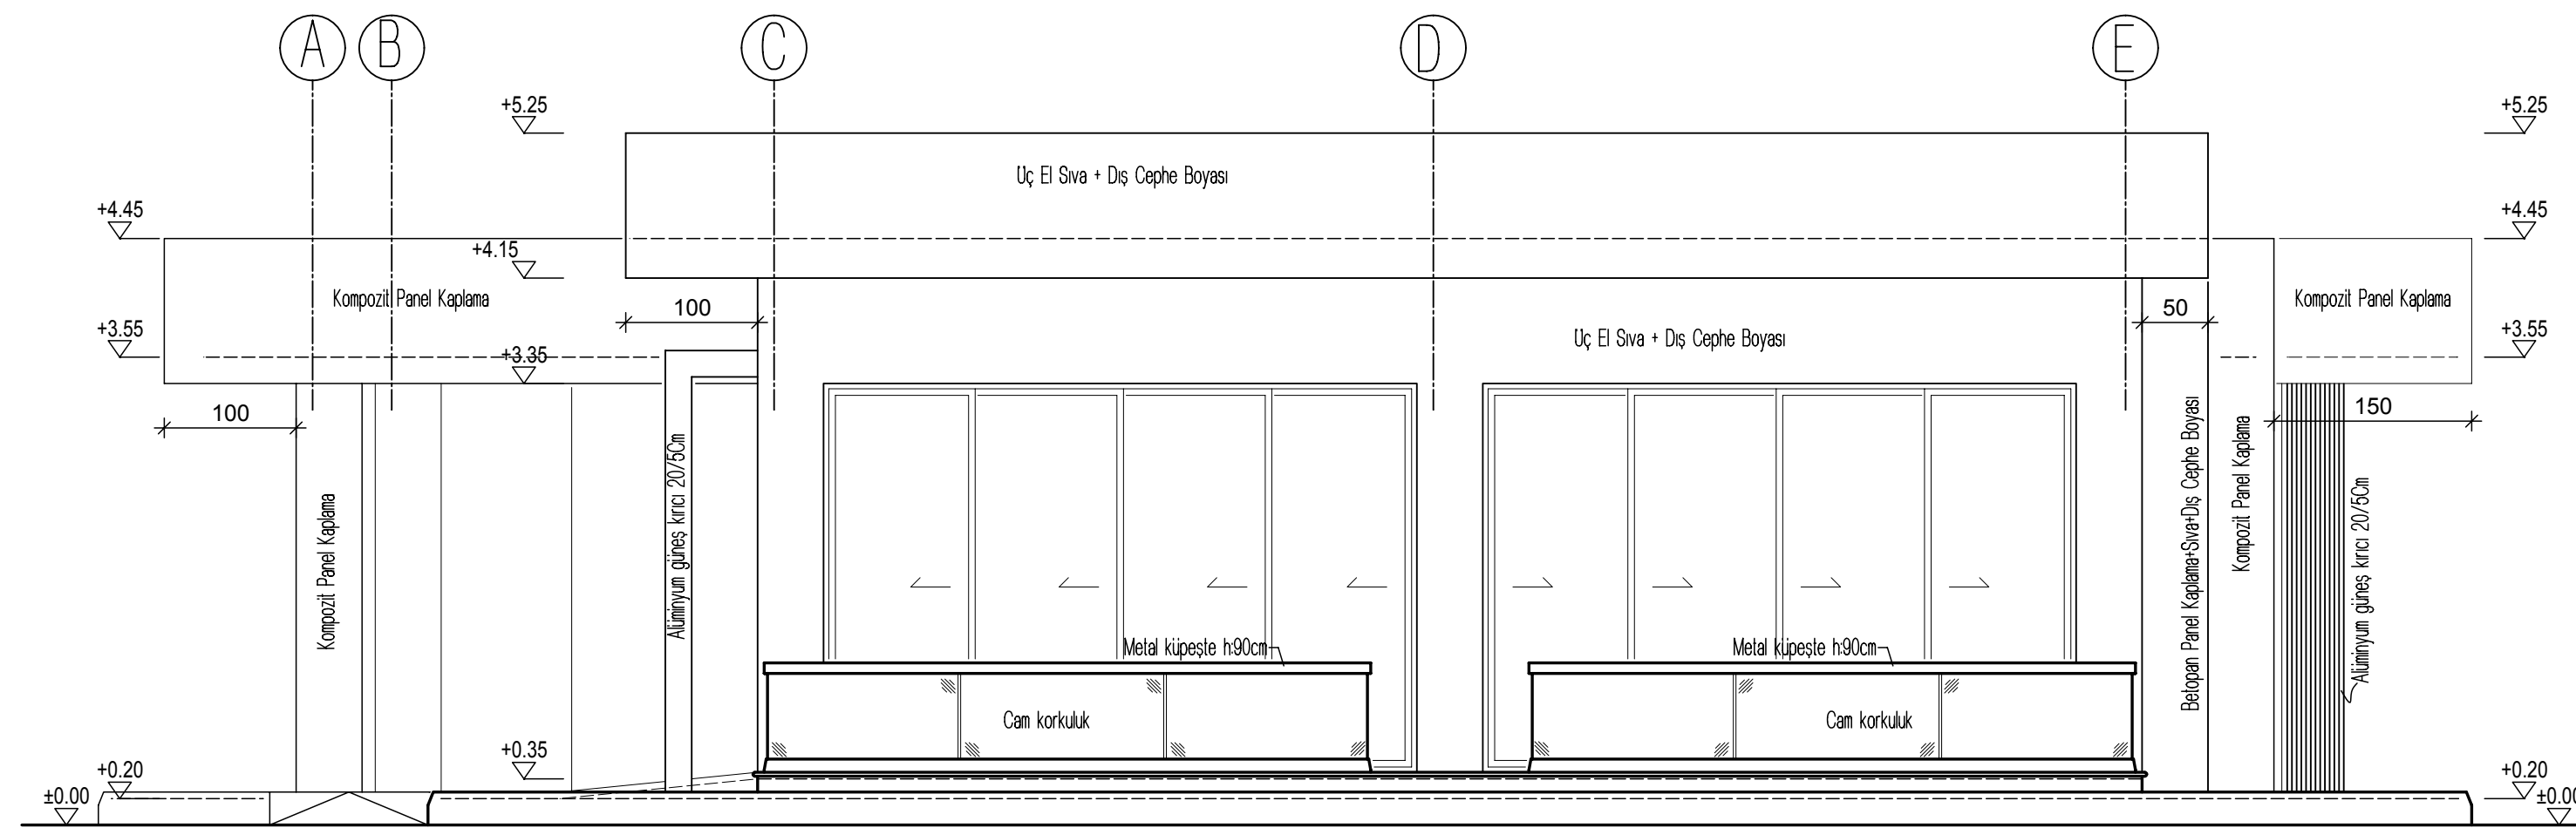 A B C D E
+5.25 +5.25
Üç El Sıva + Dış Cephe Boyası
+4.45 +4.45
+4.15
Kompozit Panel Kaplama Kompozit Panel Kaplama
100 50
+3.55 +3.55
Üç El Sıva + Dış Cephe Boyası
+3.35
100 150
Kompozit Panel Kaplama
Alüminyum güneş kırıcı 20/5Cm
Betopan Panel Kaplama+Sıva+Dış Cephe Boyası
Kompozit Panel Kaplama
Alüminyum güneş kırıcı 20/5Cm
Metal küpeşte h:90cm Metal küpeşte h:90cm
Cam korkuluk Cam korkuluk
+0.35
+0.20 +0.20
±0.00 ±0.00